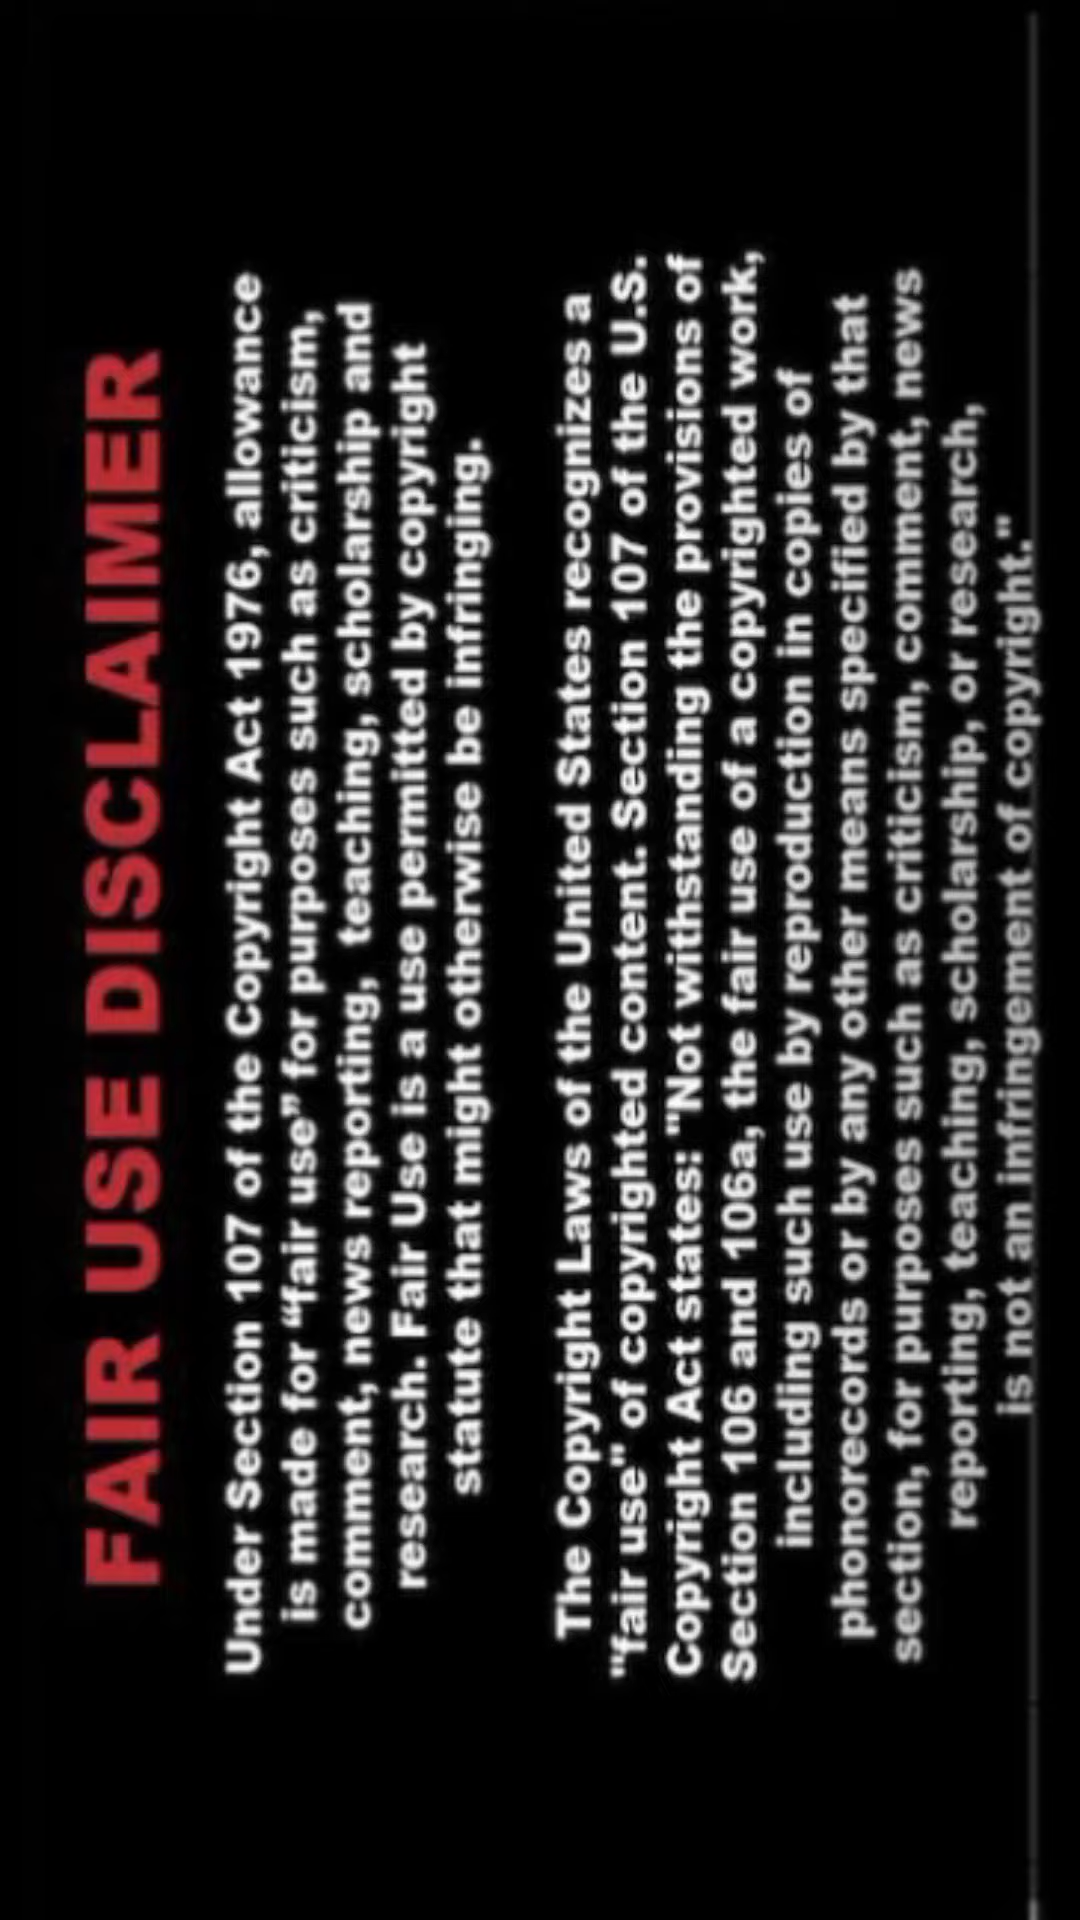 FAIR USE DISCLAIMER
Under Section 107 of the Copyright Act 1976, allowance
is made for “fair use” for purposes such as criticism,
comment, news reporting, teaching, scholarship and
research. Fair Use is a use permitted by copyright
statute that might otherwise be infringing.
The Copyright Laws of the United States recognizes a
"fair use" of copyrighted content. Section 107 of the U.S.
Copyright Act states: "Not withstanding the provisions of
Section 106 and 106a, the fair use of a copyrighted work,
including such use by reproduction in copies of
phonorecords or by any other means specified by that
section, for purposes such as criticism, comment, news
reporting, teaching, scholarship, or research,
is not an infringement of copyright."